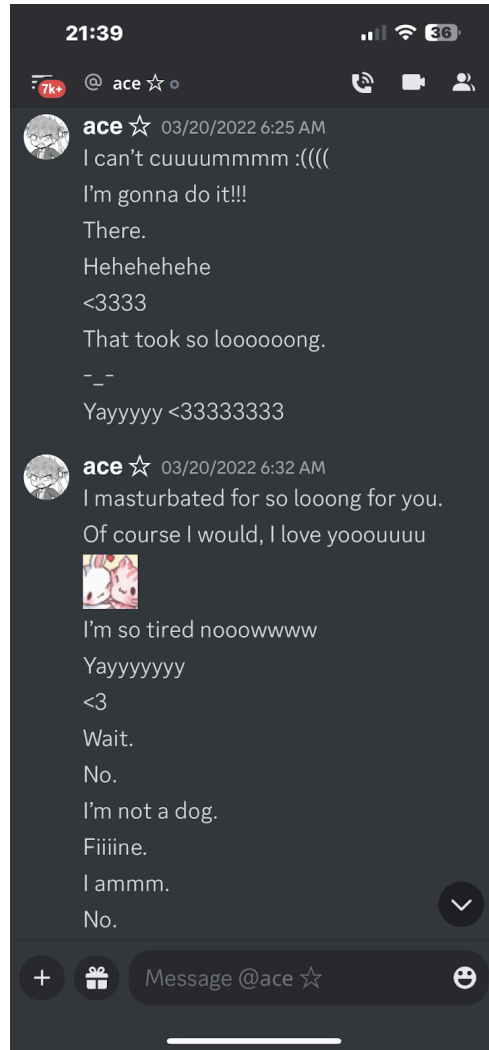 21:39
36
7k+
@ ace ☆
ace ☆ 03/20/2022 6:25 AM
I can't cuuuummmm :((((
I'm gonna do it!!!
There.
Hehehehehe
<3333
That took so loooooong.
-_-
Yayyyyy <33333333
ace ☆ 03/20/2022 6:32 AM
I masturbated for so looong for you.
Of course I would, I love yooouuuu
I'm so tired nooowwww
Yayyyyyyy
<3
Wait.
No.
I'm not a dog.
Fiiiine.
I ammm.
No.
Message @ace ☆